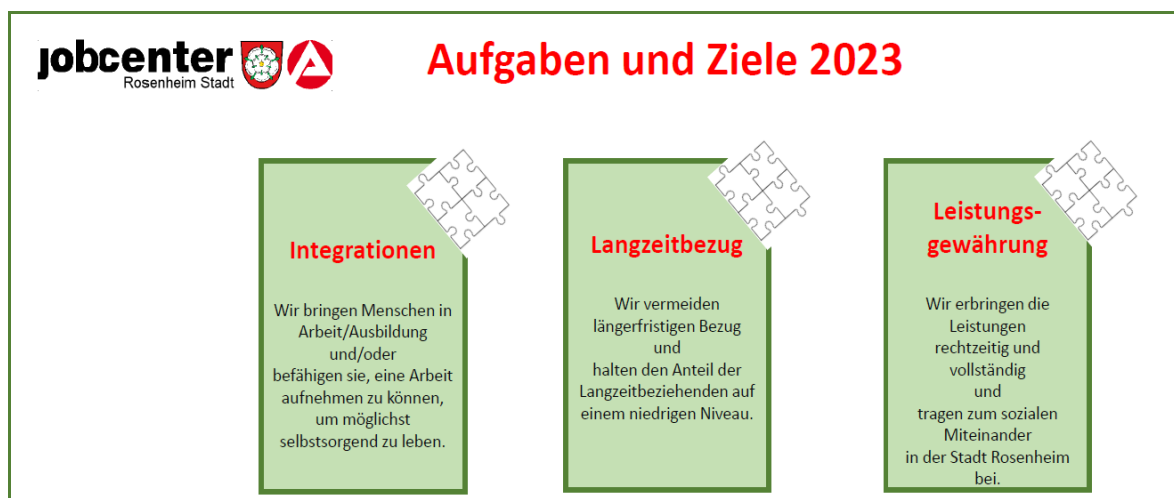 jobcenter
Rosenheim Stadt
Aufgaben und Ziele 2023
Integrationen
Wir bringen Menschen in
Arbeit/Ausbildung
und/oder
befähigen sie, eine Arbeit
aufnehmen zu können,
um möglichst
selbstsorgend zu leben.
Langzeitbezug
Wir vermeiden
längerfristigen Bezug
und
halten den Anteil der
Langzeitbeziehenden auf
einem niedrigen Niveau.
Leistungs-
gewährung
Wir erbringen die
Leistungen
rechtzeitig und
vollständig
und
tragen zum sozialen
Miteinander
in der Stadt Rosenheim
bei.